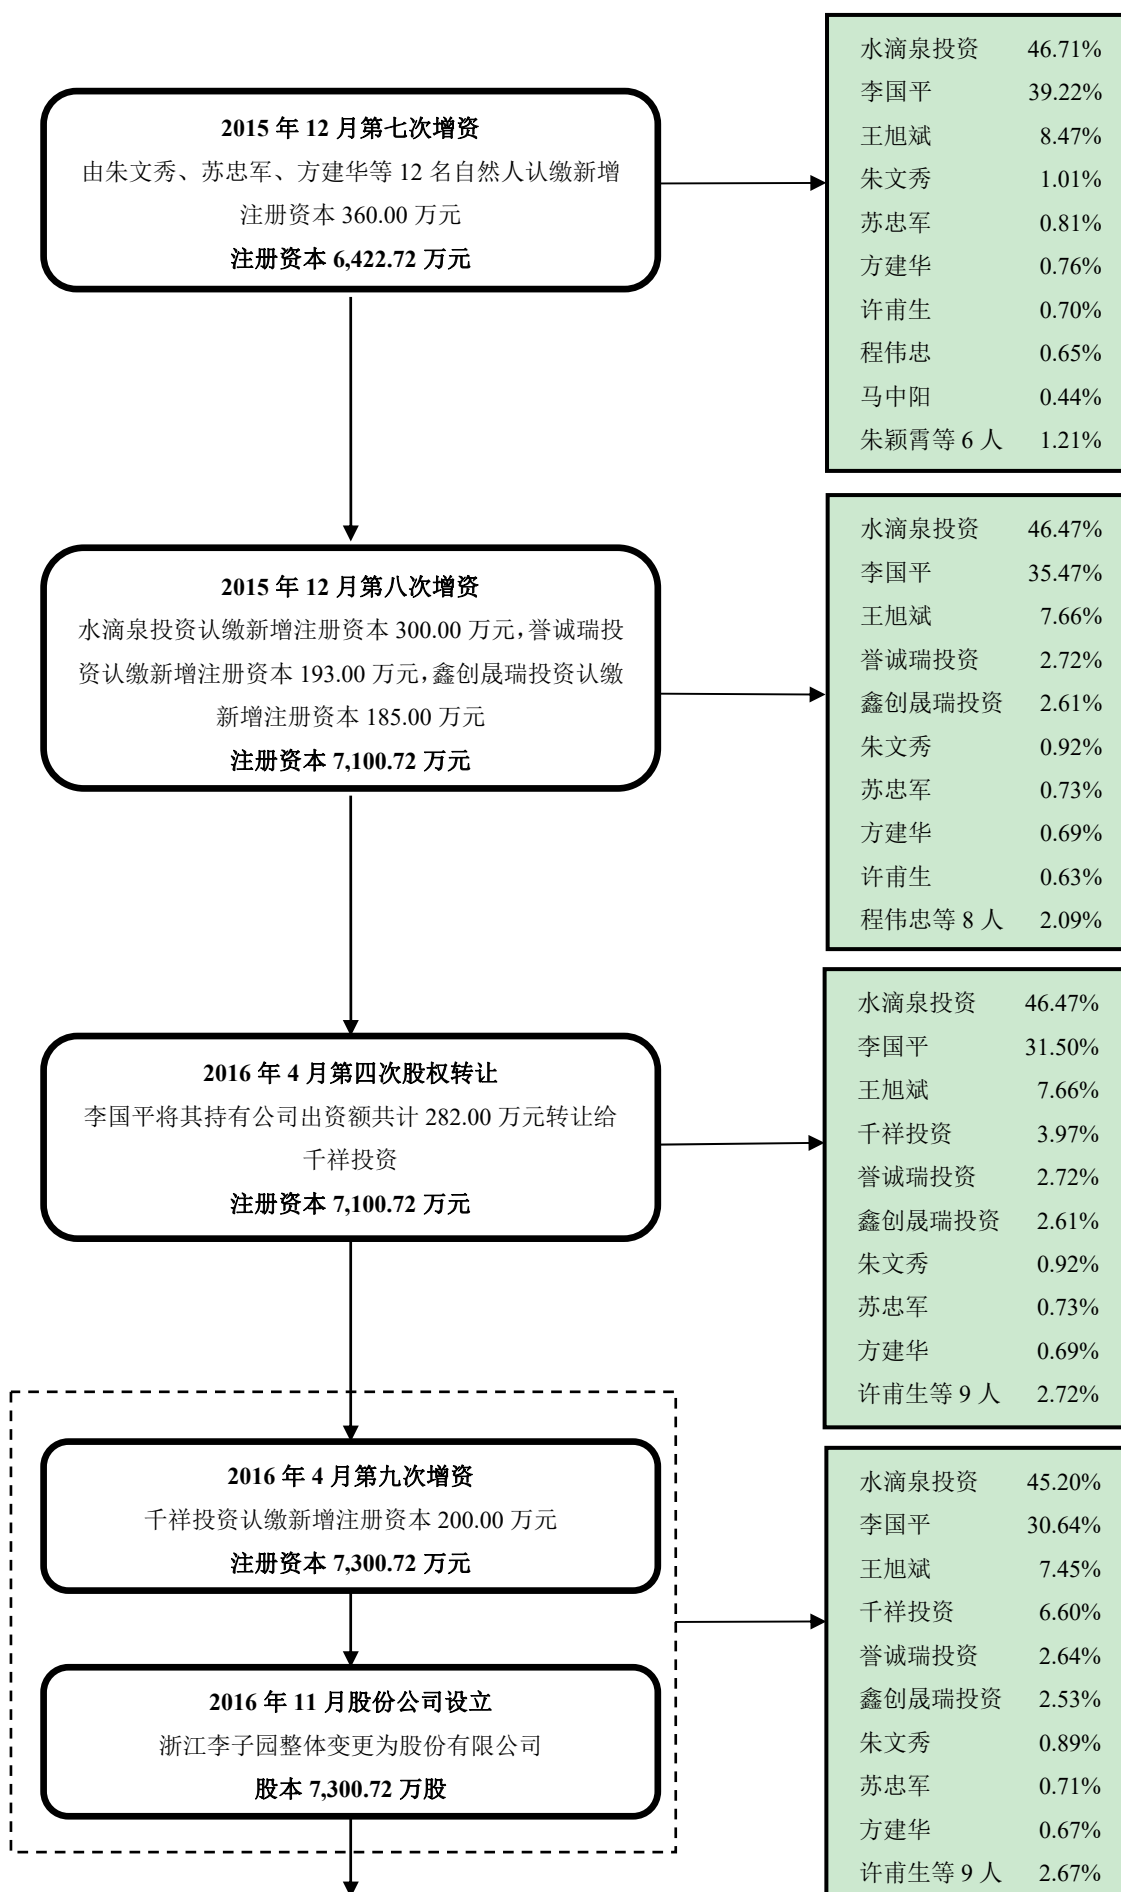 2015 年 12 月第七次增资
由朱文秀、苏忠军、方建华等 12 名自然人认缴新增
注册资本 360.00 万元
注册资本 6,422.72 万元
水滴泉投资 46.71%
李国平 39.22%
王旭斌 8.47%
朱文秀 1.01%
苏忠军 0.81%
方建华 0.76%
许甫生 0.70%
程伟忠 0.65%
马中阳 0.44%
朱颖霄等 6 人 1.21%
2015 年 12 月第八次增资
水滴泉投资认缴新增注册资本 300.00 万元，誉诚瑞投
资认缴新增注册资本 193.00 万元，鑫创晟瑞投资认缴
新增注册资本 185.00 万元
注册资本 7,100.72 万元
水滴泉投资 46.47%
李国平 35.47%
王旭斌 7.66%
誉诚瑞投资 2.72%
鑫创晟瑞投资 2.61%
朱文秀 0.92%
苏忠军 0.73%
方建华 0.69%
许甫生 0.63%
程伟忠等 8 人 2.09%
2016 年 4 月第四次股权转让
李国平将其持有公司出资额共计 282.00 万元转让给
千祥投资
注册资本 7,100.72 万元
水滴泉投资 46.47%
李国平 31.50%
王旭斌 7.66%
千祥投资 3.97%
誉诚瑞投资 2.72%
鑫创晟瑞投资 2.61%
朱文秀 0.92%
苏忠军 0.73%
方建华 0.69%
许甫生等 9 人 2.72%
2016 年 4 月第九次增资
千祥投资认缴新增注册资本 200.00 万元
注册资本 7,300.72 万元
2016 年 11 月股份公司设立
浙江李子园整体变更为股份有限公司
股本 7,300.72 万股
水滴泉投资 45.20%
李国平 30.64%
王旭斌 7.45%
千祥投资 6.60%
誉诚瑞投资 2.64%
鑫创晟瑞投资 2.53%
朱文秀 0.89%
苏忠军 0.71%
方建华 0.67%
许甫生等 9 人 2.67%